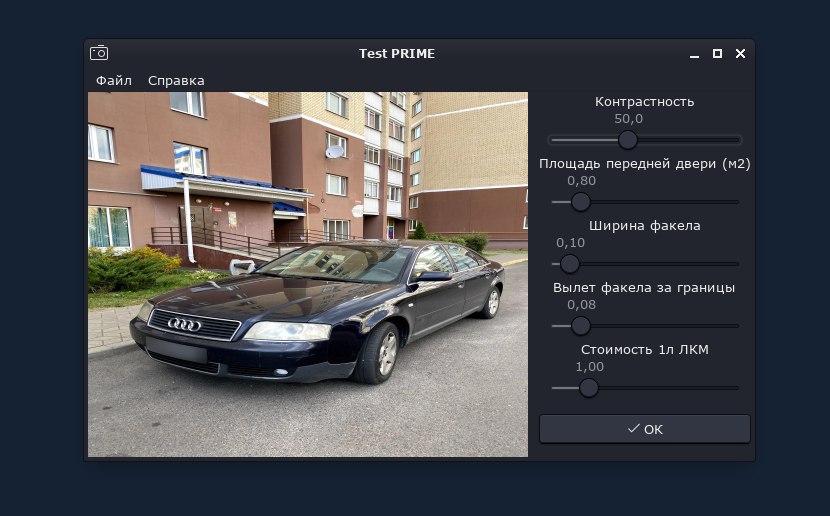 Test PRIME
Файл Справка
Контрастность
50,0
Площадь передней двери (м2)
0,80
Ширина факела
0,10
Вылет факела за границы
0,08
Стоимость 1л ЛКМ
1,00
OK